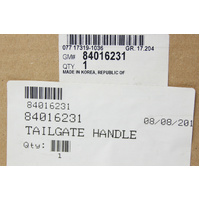 077 17319-1036 GR. 17.204
GM# 84016231
QTY 1
MADE IN KOREA, REPUBLIC OF
84016231
84016231 08/08/201
TAILGATE HANDLE
Qty:
1